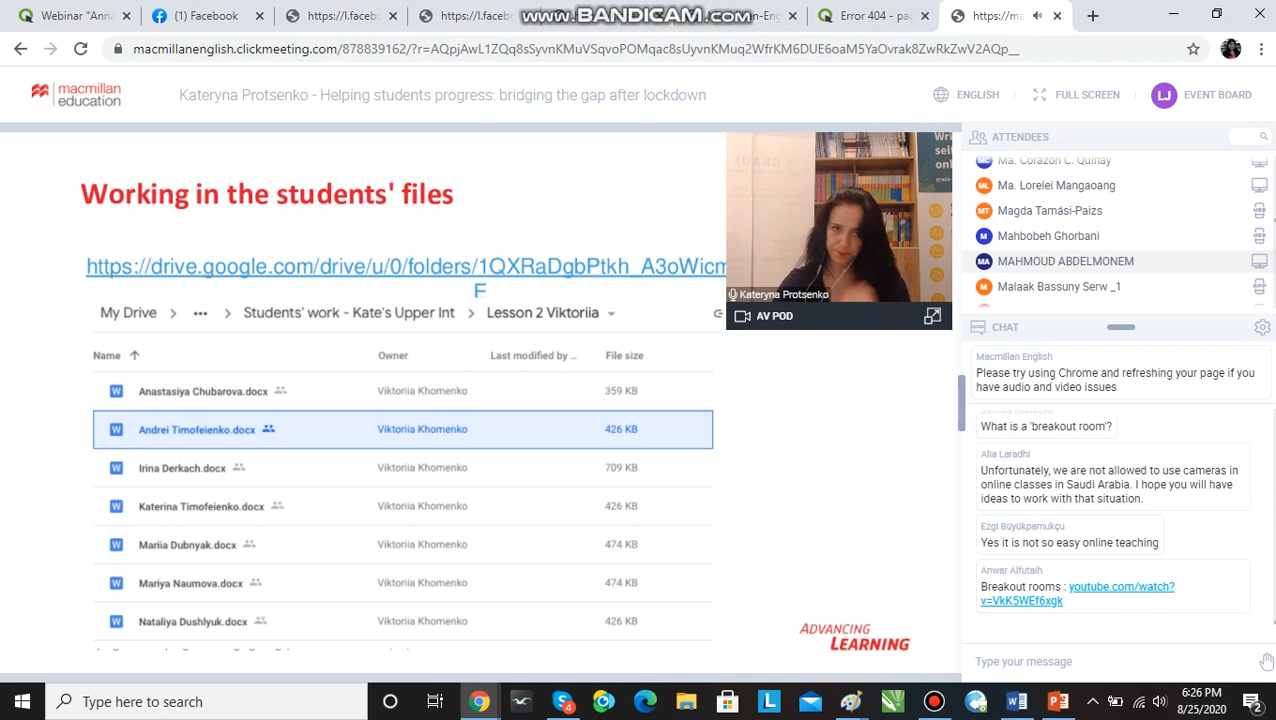 Webinar "An
(1) Facebook
https://l.facebo
https://l.facebo
www.BANDICAM.com
n-Eng
Error 404 - pa
https://ma
macmillanenglish.clickmeeting.com/878839162/?r=AQpjAwL1ZQq8sSyvnKMuVSqvoPOMqac8sUyvnKMuq2WfrKM6DUE6oaM5YaOvrak8ZwRkZwV2AQp__
macmillan
education
Kateryna Protsenko - Helping students progress: bridging the gap after lockdown
ENGLISH
FULL SCREEN
LJ
EVENT BOARD
Working in the students' files
https://drive.google.com/drive/u/0/folders/1QXRaDgbPtkh_A3oWicm
E
My Drive > ... > Students' work - Kate's Upper Int > Lesson 2 Viktoriia
Name Owner Last modified by ... File size
W Anastasiya Chubarova.docx Viktoriia Khomenko 359 KB
W Andrei Timofeienko.docx Viktoriia Khomenko 426 KB
W Irina Derkach.docx Viktoriia Khomenko 709 KB
W Katerina Timofeienko.docx Viktoriia Khomenko 426 KB
W Mariia Dubnyak.docx Viktoriia Khomenko 474 KB
W Mariya Naumova.docx Viktoriia Khomenko 474 KB
W Nataliya Dushlyuk.docx Viktoriia Khomenko 426 KB
ADVANCING
LEARNING
Kateryna Protsenko
AV POD
ATTENDEES
MC Ma. Corazon C. Quinay
ML Ma. Lorelei Mangaoang
MT Magda Tamási-Paizs
M Mahbobeh Ghorbani
MA MAHMOUD ABDELMONEM
M Malaak Bassuny Serw _1
CHAT
Macmillan English
Please try using Chrome and refreshing your page if you
have audio and video issues
What is a 'breakout room'?
Alia Laradhi
Unfortunately, we are not allowed to use cameras in
online classes in Saudi Arabia. I hope you will have
ideas to work with that situation.
Ezgi Büyükpamukçu
Yes it is not so easy online teaching
Anwar Alfutaih
Breakout rooms : youtube.com/watch?
v=VkK5WEf6xgk
Type your message
Type here to search
4
6:26 PM
8/25/2020
2